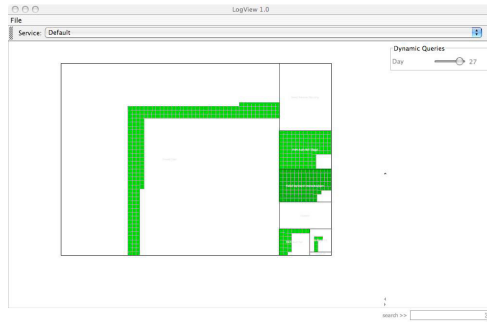 LogView 1.0
File
Service: Default
Dynamic Queries
Day 27
search >>